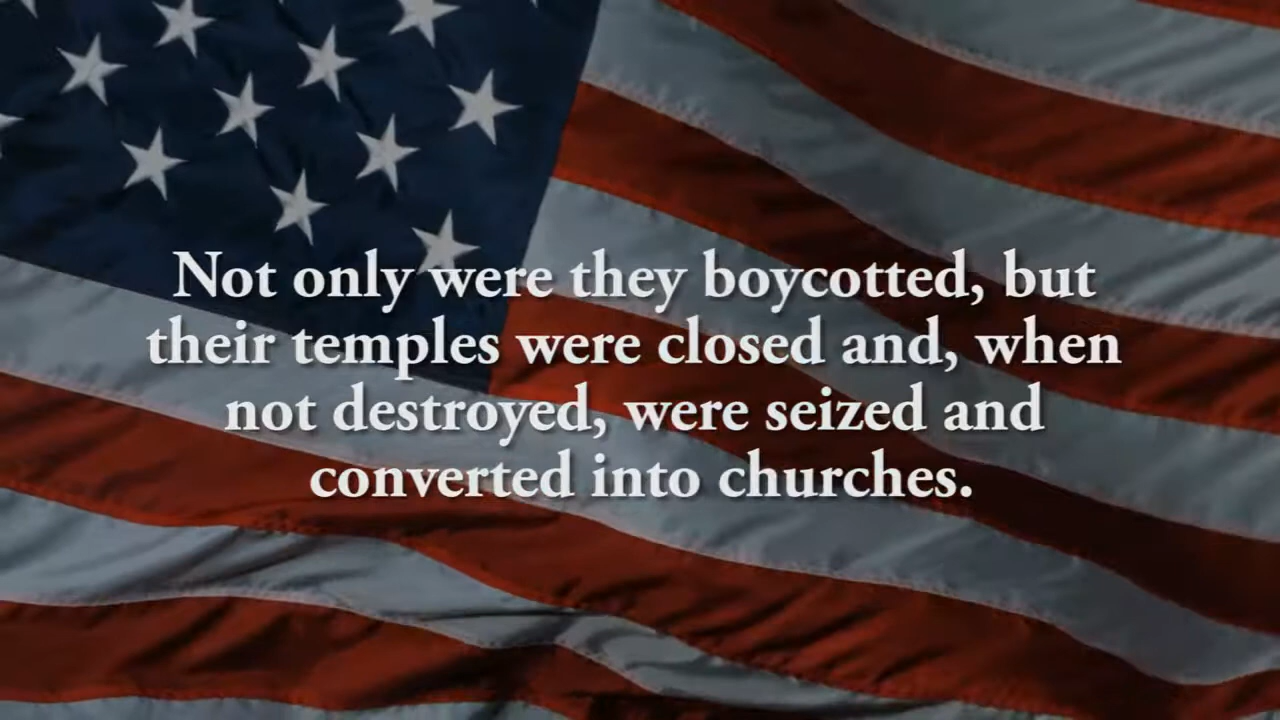 Not only were they boycotted, but
their temples were closed and, when
not destroyed, were seized and
converted into churches.